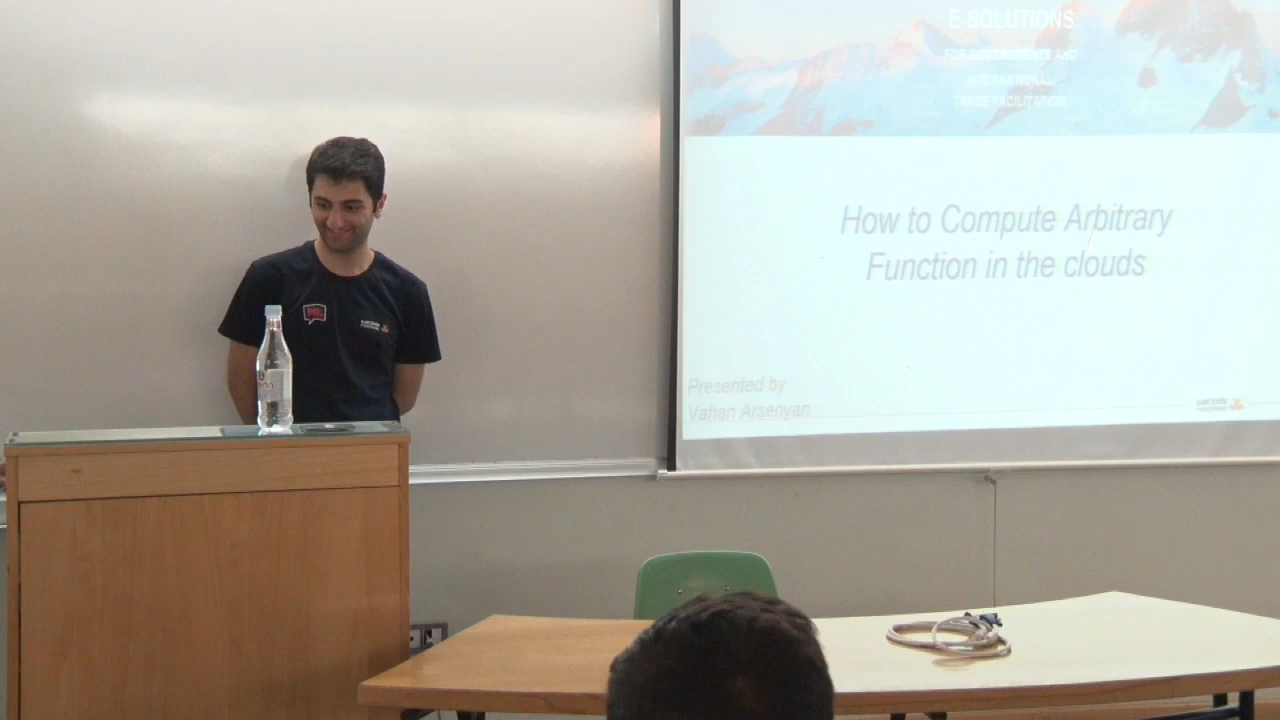 E-SOLUTIONS
FOR GOVERNMENTS AND
INTERNATIONAL
TRADE FACILITATION
How to Compute Arbitrary
Function in the clouds
Presented by
Vahan Arsenyan